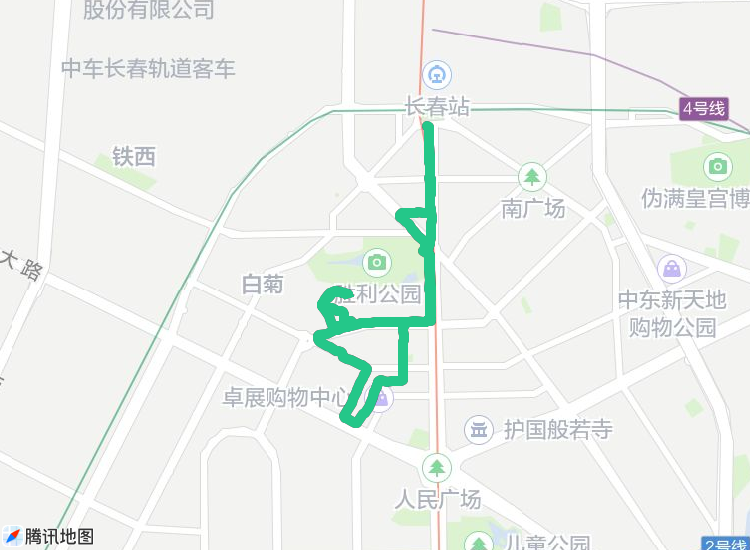 股份有限公司
中车长春轨道客车
长春站
4号线
铁西
伪满皇宫博
南广场
大路
白菊
胜利公园
中东新天地
购物公园
卓展购物中心
护国般若寺
人民广场
儿童公园
2号线
腾讯地图